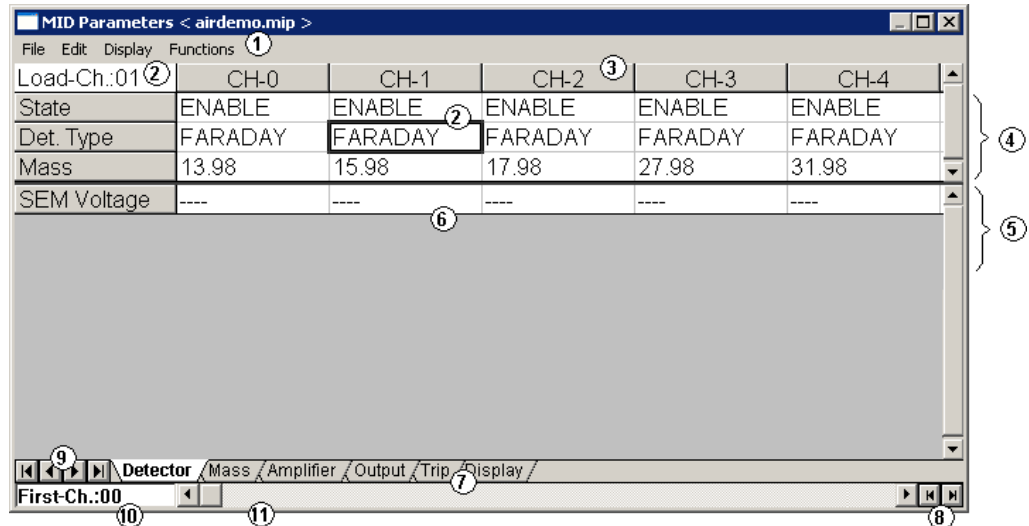 MID Parameters < airdemo.mip >
File Edit Display Functions 1
Load-Ch.:01 2 CH-0 CH-1 CH-2 3 CH-3 CH-4
State ENABLE ENABLE ENABLE ENABLE ENABLE
2
Det. Type FARADAY FARADAY FARADAY FARADAY FARADAY 4
Mass 13.98 15.98 17.98 27.98 31.98
SEM Voltage ---- ---- ---- ---- ----
6 5
9
Detector Mass Amplifier Output Trip Display
7
First-Ch.:00
10 11 8